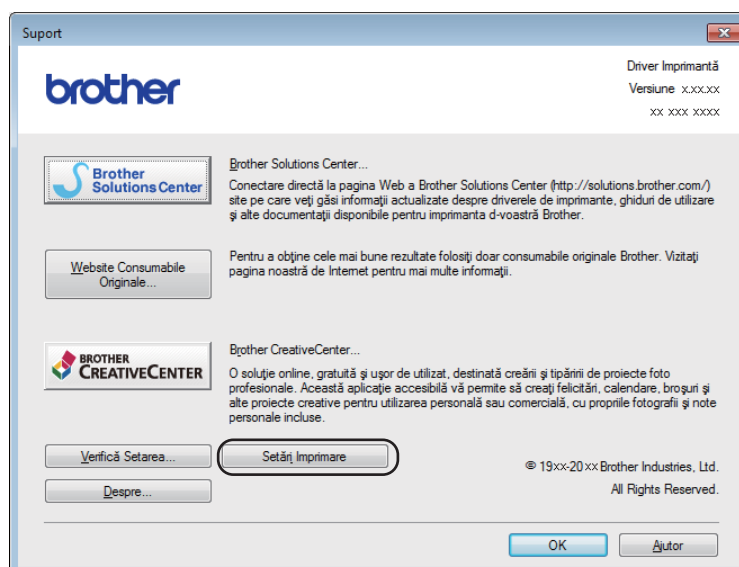 Suport
brother
Driver Imprimantă
Versiune x.xx.xx
xx xxx xxxx
Brother
Solutions Center
Brother Solutions Center...
Conectare directă la pagina Web a Brother Solutions Center (http://solutions.brother.com/)
site pe care veţi găsi informaţii actualizate despre driverele de imprimante, ghiduri de utilizare
şi alte documentaţii disponibile pentru imprimanta d-voastră Brother.
Website Consumabile
Originale...
Pentru a obţine cele mai bune rezultate folosiţi doar consumabile originale Brother. Vizitaţi
pagina noastră de Internet pentru mai multe informaţii.
BROTHER
CREATIVECENTER
Brother CreativeCenter...
O soluţie online, gratuită şi uşor de utilizat, destinată creării şi tipăririi de proiecte foto
profesionale. Această aplicaţie accesibilă vă permite să creaţi felicitări, calendare, broşuri şi
alte proiecte creative pentru utilizarea personală sau comercială, cu propriile fotografii şi note
personale incluse.
Verifică Setarea...
Setări Imprimare
© 19xx-20xx Brother Industries, Ltd.
Despre...
All Rights Reserved.
OK
Ajutor